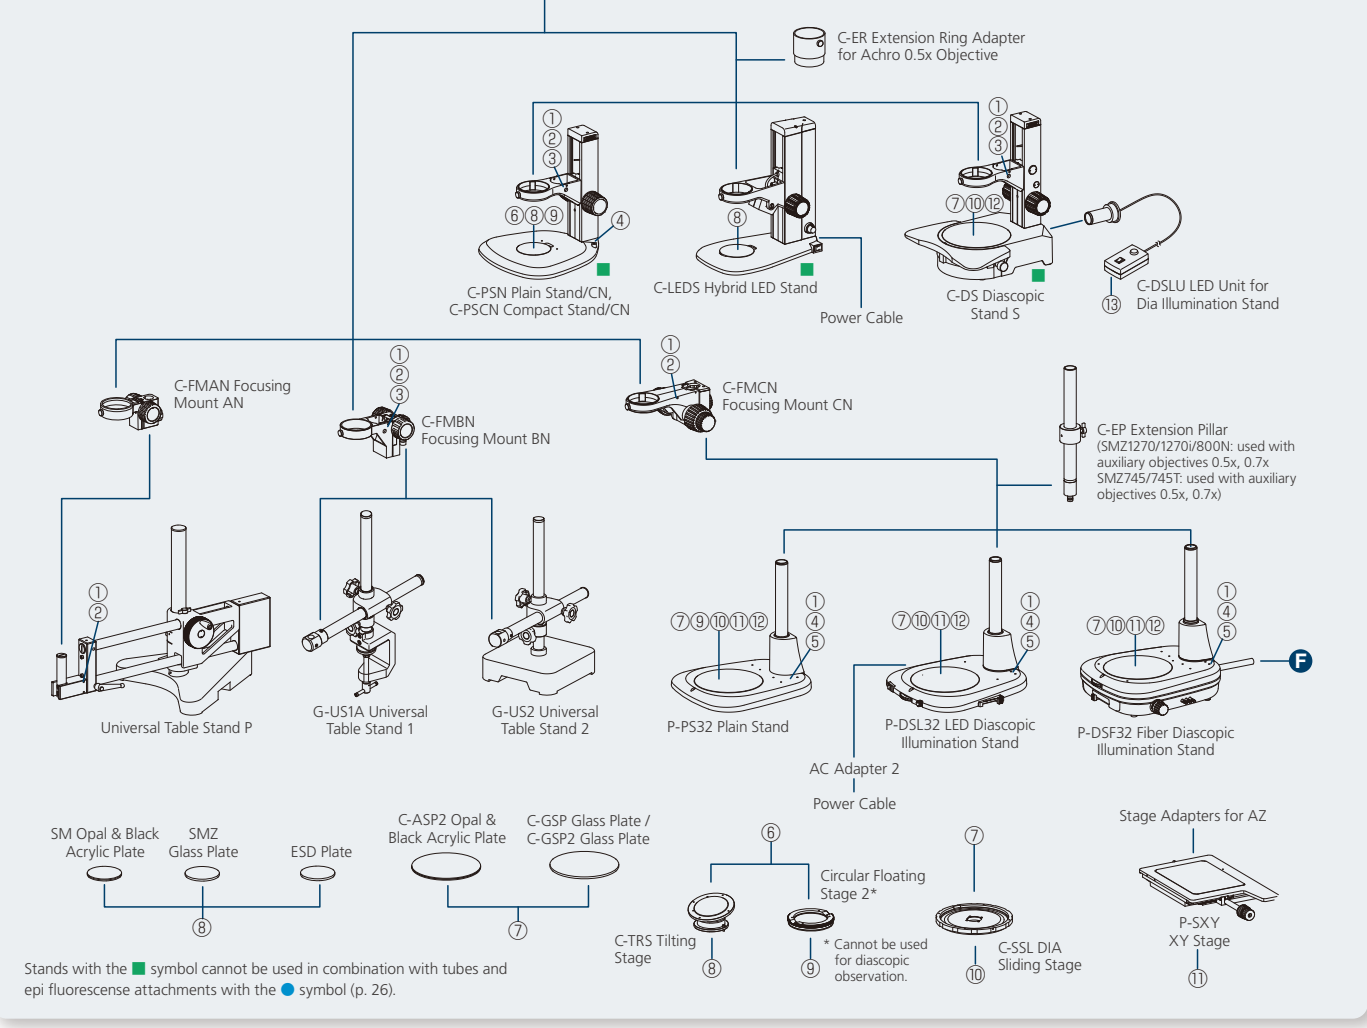 C-ER Extension Ring Adapter
for Achro 0.5x Objective
①
②
③
⑥⑧⑨
④
C-PSN Plain Stand/CN,
C-PSCN Compact Stand/CN
⑧
C-LEDS Hybrid LED Stand
Power Cable
①
②
③
⑦⑩⑫
C-DS Diascopic
Stand S
⑬
C-DSLU LED Unit for
Dia Illumination Stand
C-FMAN Focusing
Mount AN
①
②
③
C-FMBN
Focusing Mount BN
①
②
C-FMCN
Focusing Mount CN
C-EP Extension Pillar
(SMZ1270/1270i/800N: used with
auxiliary objectives 0.5x, 0.7x
SMZ745/745T: used with auxiliary
objectives 0.5x, 0.7x)
①
②
Universal Table Stand P
G-US1A Universal
Table Stand 1
G-US2 Universal
Table Stand 2
⑦⑨⑩⑪⑫
①
④
⑤
P-PS32 Plain Stand
⑦⑩⑪⑫
①
④
⑤
P-DSL32 LED Diascopic
Illumination Stand
AC Adapter 2
Power Cable
⑦⑩⑪⑫
①
④
⑤
F
P-DSF32 Fiber Diascopic
Illumination Stand
SM Opal & Black
Acrylic Plate
SMZ
Glass Plate
ESD Plate
⑧
C-ASP2 Opal &
Black Acrylic Plate
C-GSP Glass Plate /
C-GSP2 Glass Plate
⑦
⑥
C-TRS Tilting
Stage
⑧
Circular Floating
Stage 2*
* Cannot be used
for diascopic
observation.
⑨
⑦
C-SSL DIA
Sliding Stage
⑩
Stage Adapters for AZ
P-SXY
XY Stage
⑪
Stands with the ■ symbol cannot be used in combination with tubes and
epi fluorescense attachments with the ● symbol (p. 26).